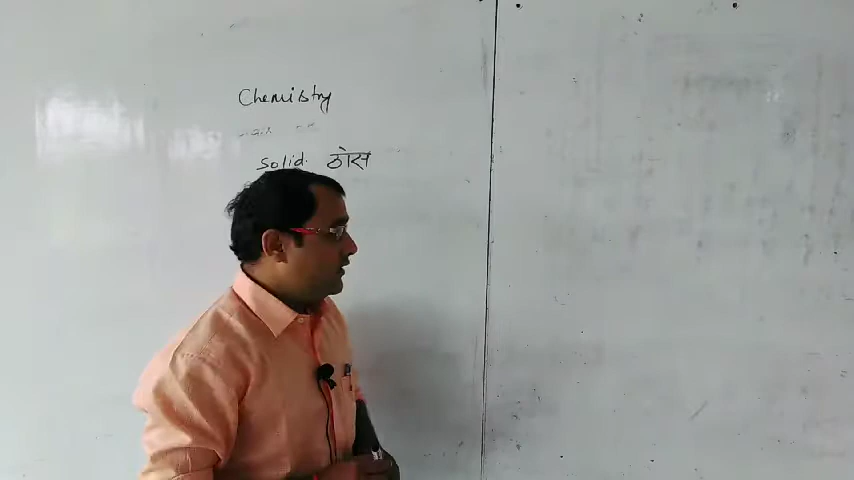 Chemistry
Solid. ठोस